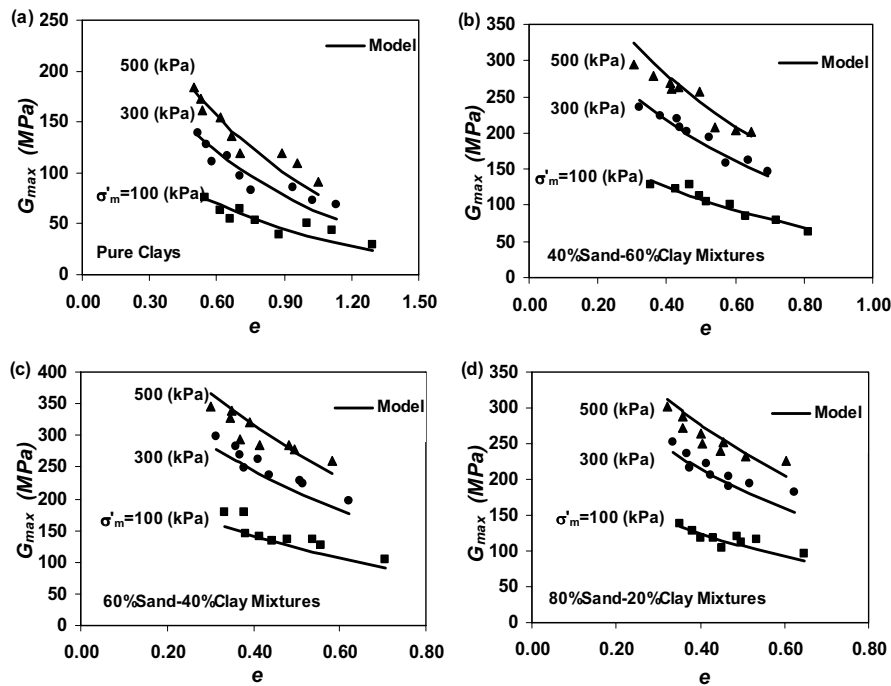 (a)
250
200
150
100
50
0
0.00 0.30 0.60 0.90 1.20 1.50
G_max (MPa)
e
Model
500 (kPa)
300 (kPa)
σ'm=100 (kPa)
Pure Clays
(b)
350
300
250
200
150
100
50
0
0.00 0.20 0.40 0.60 0.80 1.00
G_max (MPa)
e
Model
500 (kPa)
300 (kPa)
σ'm=100 (kPa)
40%Sand-60%Clay Mixtures
(c)
400
350
300
250
200
150
100
50
0
0.00 0.20 0.40 0.60 0.80
G_max (MPa)
e
Model
500 (kPa)
300 (kPa)
σ'm=100 (kPa)
60%Sand-40%Clay Mixtures
(d)
350
300
250
200
150
100
50
0
0.00 0.20 0.40 0.60 0.80
G_max (MPa)
e
Model
500 (kPa)
300 (kPa)
σ'm=100 (kPa)
80%Sand-20%Clay Mixtures